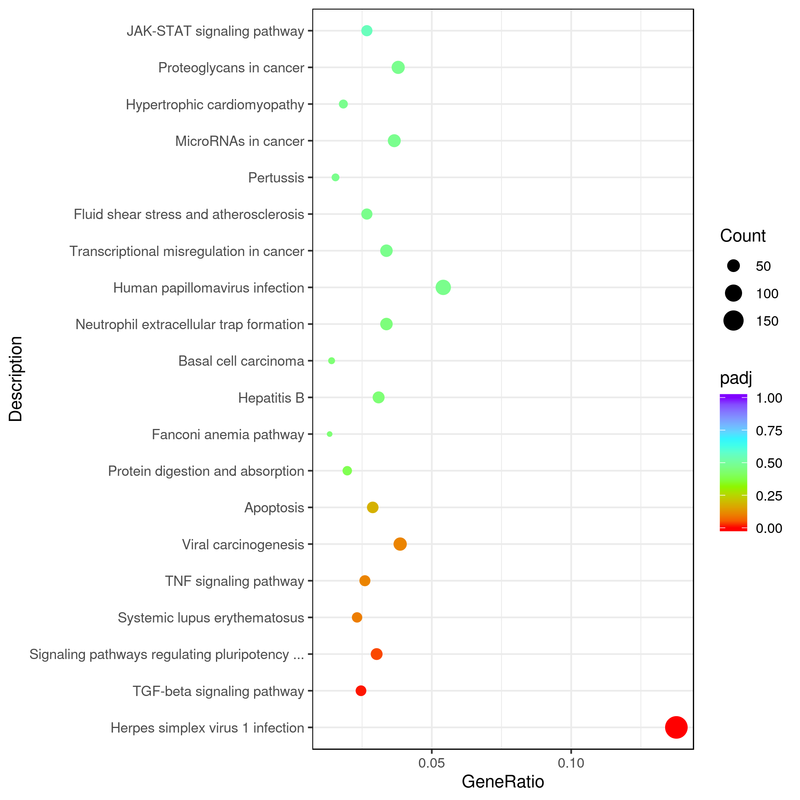 JAK-STAT signaling pathway
Proteoglycans in cancer
Hypertrophic cardiomyopathy
MicroRNAs in cancer
Pertussis
Fluid shear stress and atherosclerosis
Transcriptional misregulation in cancer
Human papillomavirus infection
Neutrophil extracellular trap formation
Basal cell carcinoma
Hepatitis B
Fanconi anemia pathway
Protein digestion and absorption
Apoptosis
Viral carcinogenesis
TNF signaling pathway
Systemic lupus erythematosus
Signaling pathways regulating pluripotency ...
TGF-beta signaling pathway
Herpes simplex virus 1 infection
Description
0.05
0.10
GeneRatio
Count
50
100
150
padj
1.00
0.75
0.50
0.25
0.00